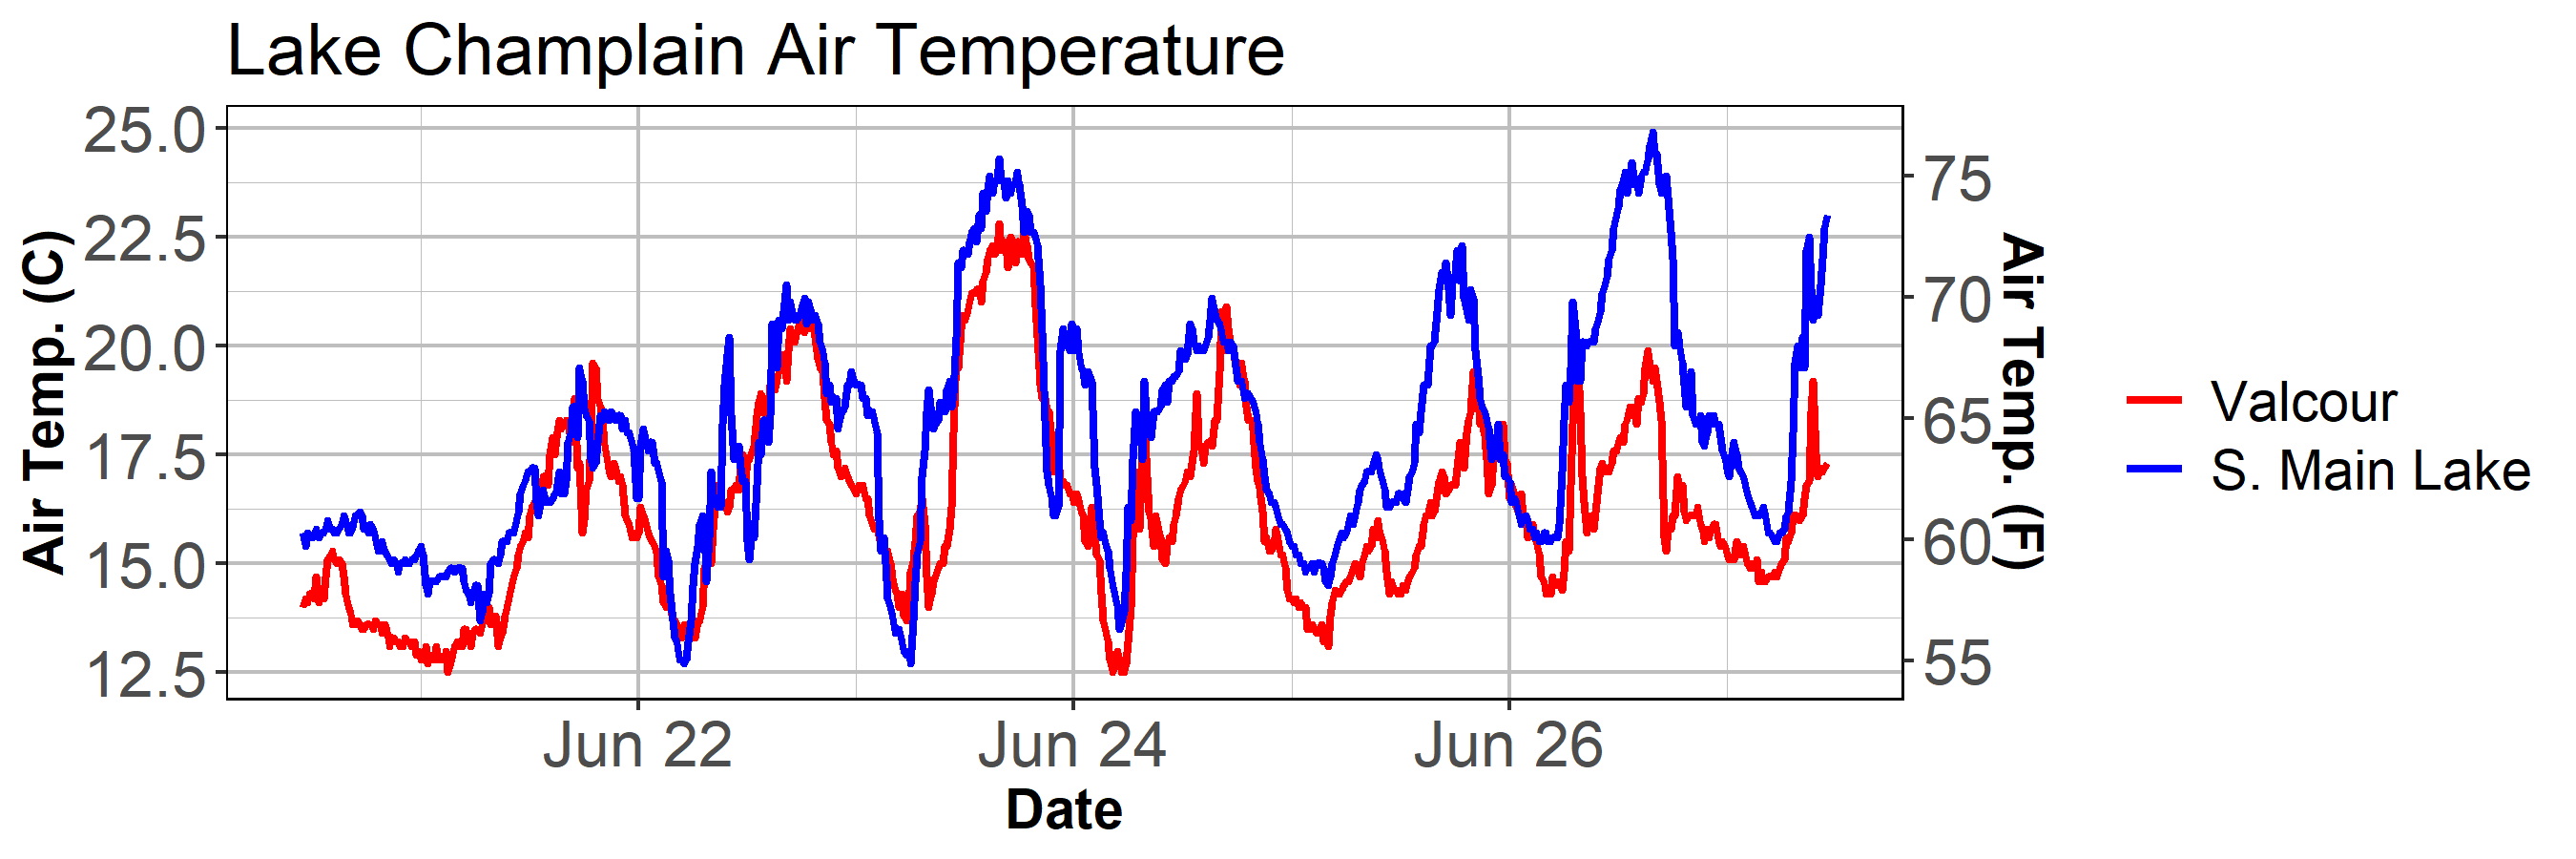 Lake Champlain Air Temperature
Air Temp. (C)
25.0
22.5
20.0
17.5
15.0
12.5
75
70
65
60
55
Air Temp. (F)
Jun 22
Jun 24
Jun 26
Date
Valcour
S. Main Lake